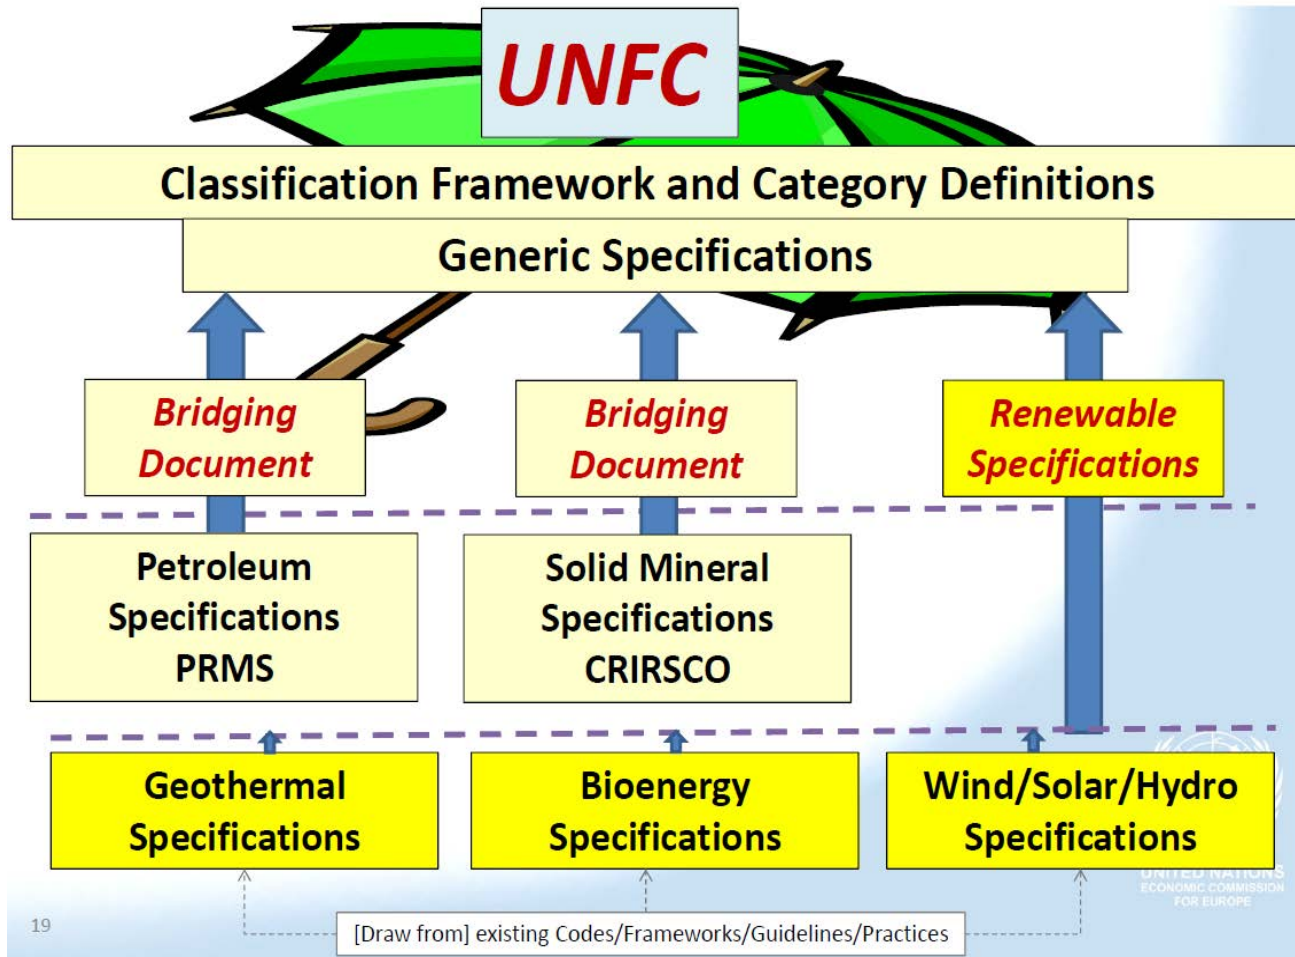 UNFC
Classification Framework and Category Definitions
Generic Specifications
Bridging
Document
Bridging
Document
Renewable
Specifications
Petroleum
Specifications
PRMS
Solid Mineral
Specifications
CRIRSCO
Geothermal
Specifications
Bioenergy
Specifications
Wind/Solar/Hydro
Specifications
UNITED NATIONS
ECONOMIC COMMISSION
FOR EUROPE
[Draw from] existing Codes/Frameworks/Guidelines/Practices
19